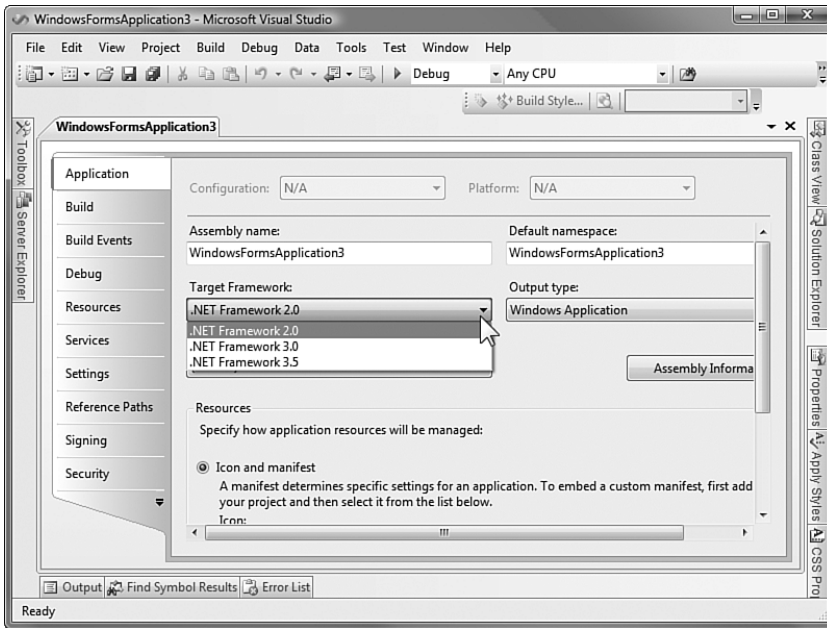 WindowsFormsApplication3 - Microsoft Visual Studio
File Edit View Project Build Debug Data Tools Test Window Help
Debug Any CPU
Build Style...
WindowsFormsApplication3
Toolbox
Server Explorer
Application
Build
Build Events
Debug
Resources
Services
Settings
Reference Paths
Signing
Security
Configuration: N/A Platform: N/A
Assembly name: Default namespace:
WindowsFormsApplication3 WindowsFormsApplication3
Target Framework: Output type:
.NET Framework 2.0 Windows Application
.NET Framework 2.0
.NET Framework 3.0
.NET Framework 3.5
Assembly Informa
Resources
Specify how application resources will be managed:
Icon and manifest
A manifest determines specific settings for an application. To embed a custom manifest, first add
your project and then select it from the list below.
Icon:
Class View
Solution Explorer
Properties
Apply Styles
CSS Pro
Output Find Symbol Results Error List
Ready